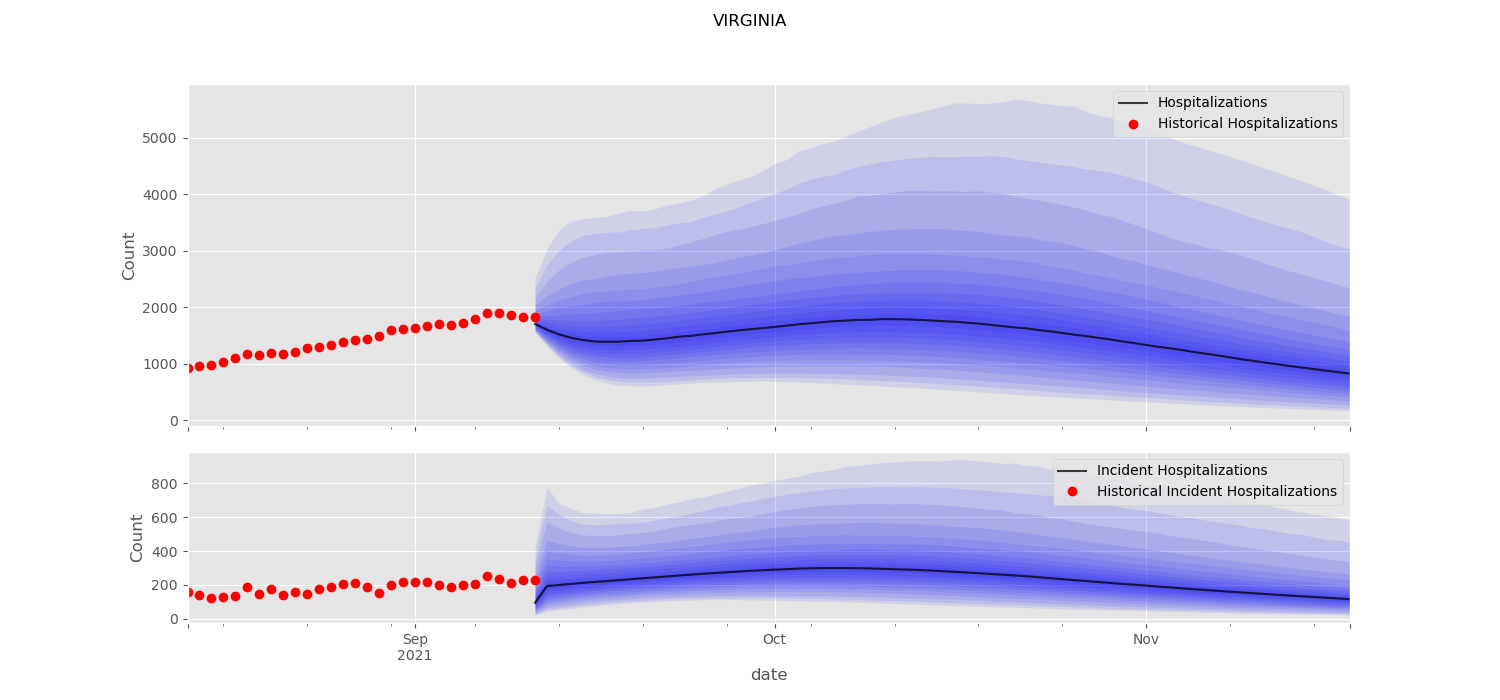 VIRGINIA
Hospitalizations
Historical Hospitalizations
5000
4000
3000
2000
1000
0
Count
Incident Hospitalizations
Historical Incident Hospitalizations
800
600
400
200
0
Count
Sep
2021
Oct
Nov
date